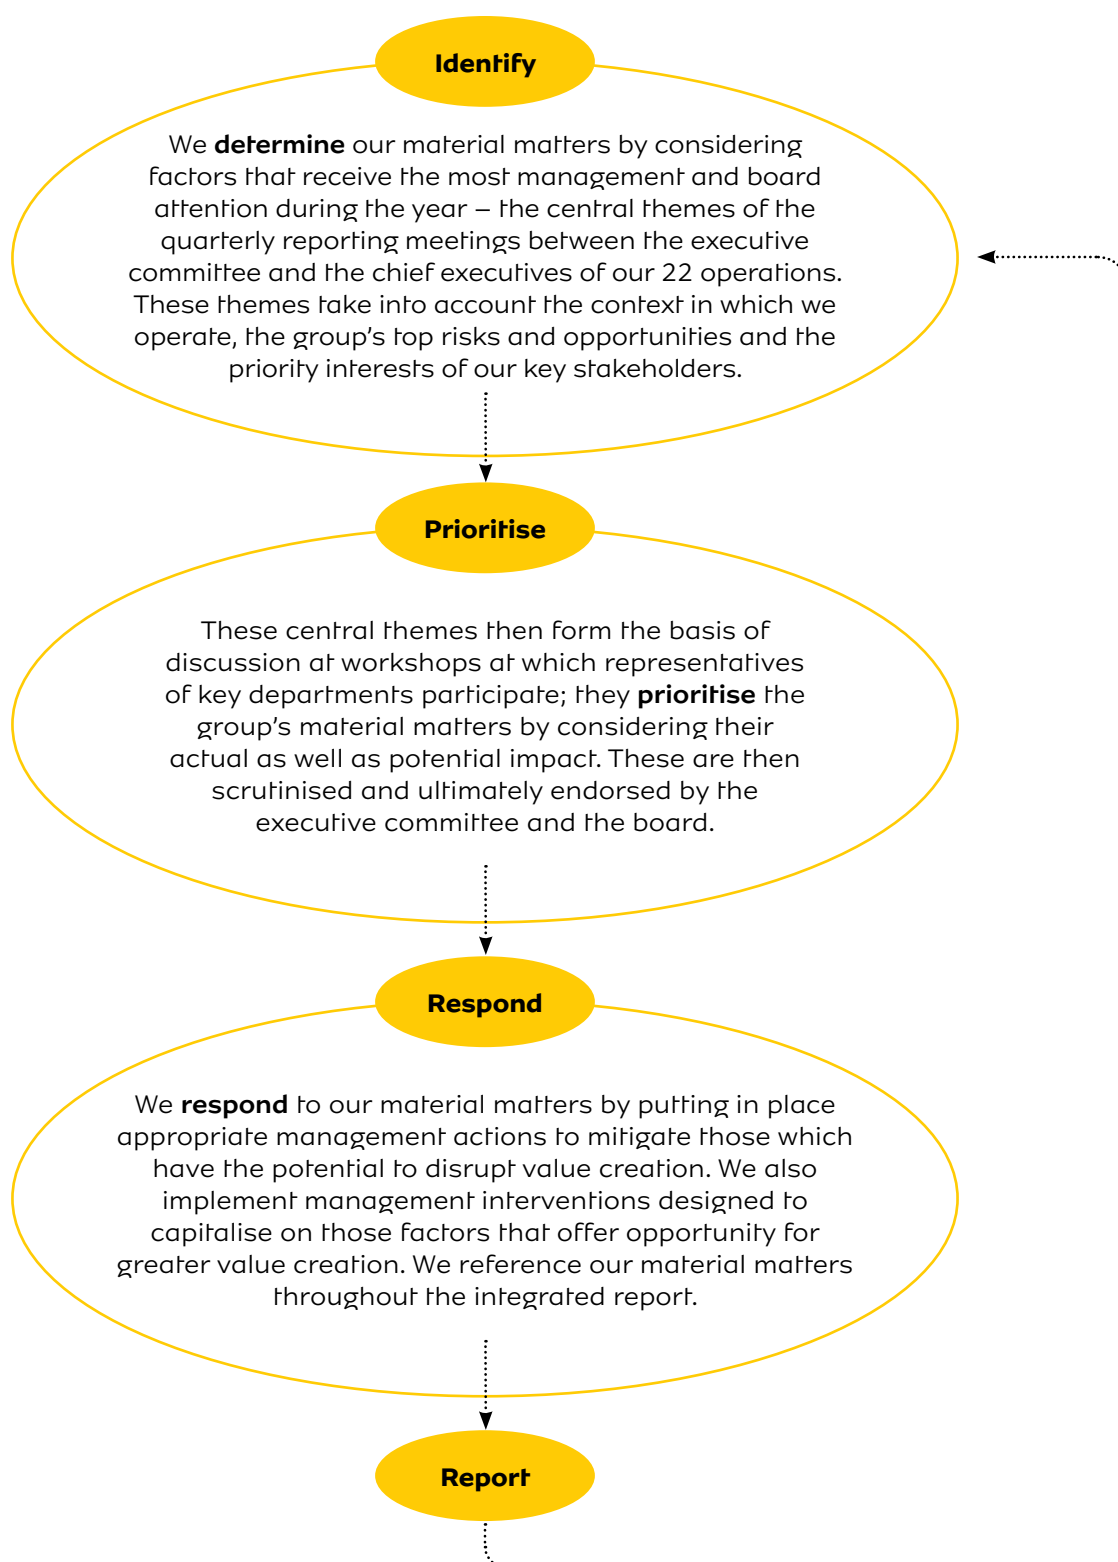 Identify
We determine our material matters by considering
factors that receive the most management and board
attention during the year – the central themes of the
quarterly reporting meetings between the executive
committee and the chief executives of our 22 operations.
These themes take into account the context in which we
operate, the group's top risks and opportunities and the
priority interests of our key stakeholders.
Prioritise
These central themes then form the basis of
discussion at workshops at which representatives
of key departments participate; they prioritise the
group's material matters by considering their
actual as well as potential impact. These are then
scrutinised and ultimately endorsed by the
executive committee and the board.
Respond
We respond to our material matters by putting in place
appropriate management actions to mitigate those which
have the potential to disrupt value creation. We also
implement management interventions designed to
capitalise on those factors that offer opportunity for
greater value creation. We reference our material matters
throughout the integrated report.
Report